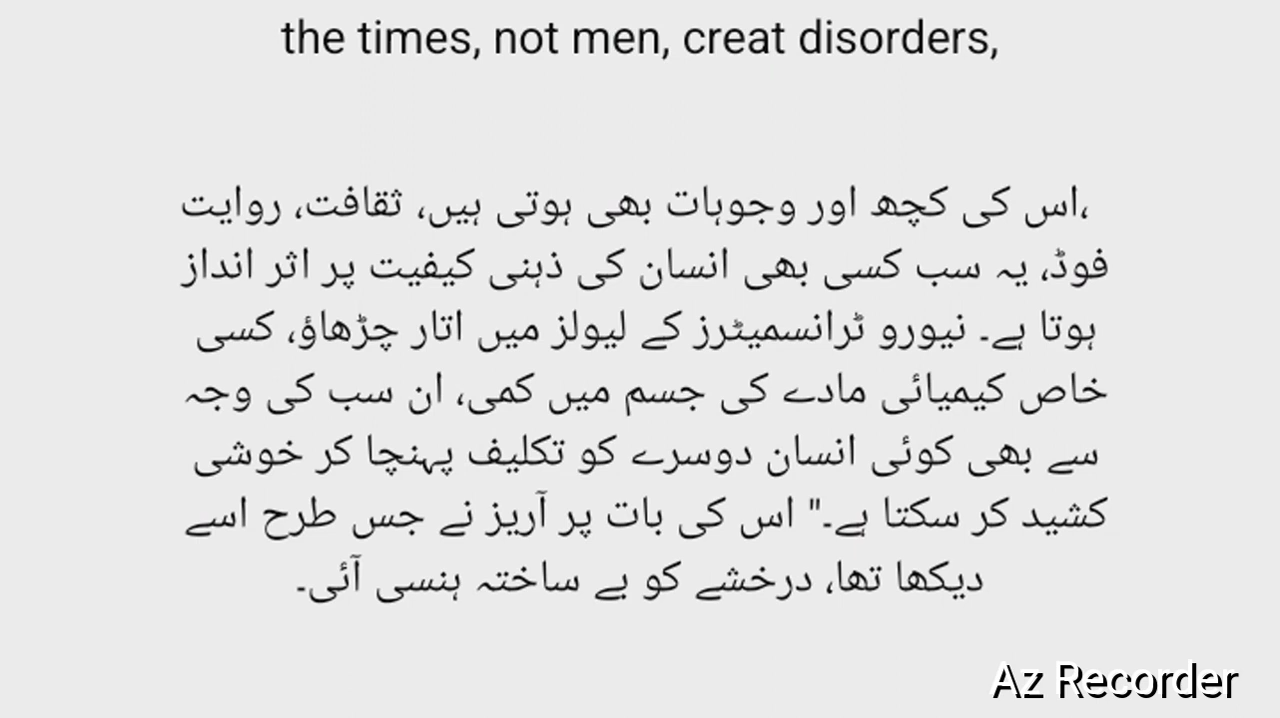 the times, not men, creat disorders,
،اس کی کچھ اور وجوہات بھی ہوتی ہیں، ثقافت، روایت
فوڈ، یہ سب کسی بھی انسان کی ذہنی کیفیت پر اثر انداز
ہوتا ہے۔ نیورو ٹرانسمیٹرز کے لیولز میں اتار چڑھاؤ، کسی
خاص کیمیائی مادے کی جسم میں کمی، ان سب کی وجہ
سے بھی کوئی انسان دوسرے کو تکلیف پہنچا کر خوشی
کشید کر سکتا ہے۔" اس کی بات پر آریز نے جس طرح اسے
دیکھا تھا، درخشے کو بے ساختہ ہنسی آئی۔
Az Recorder